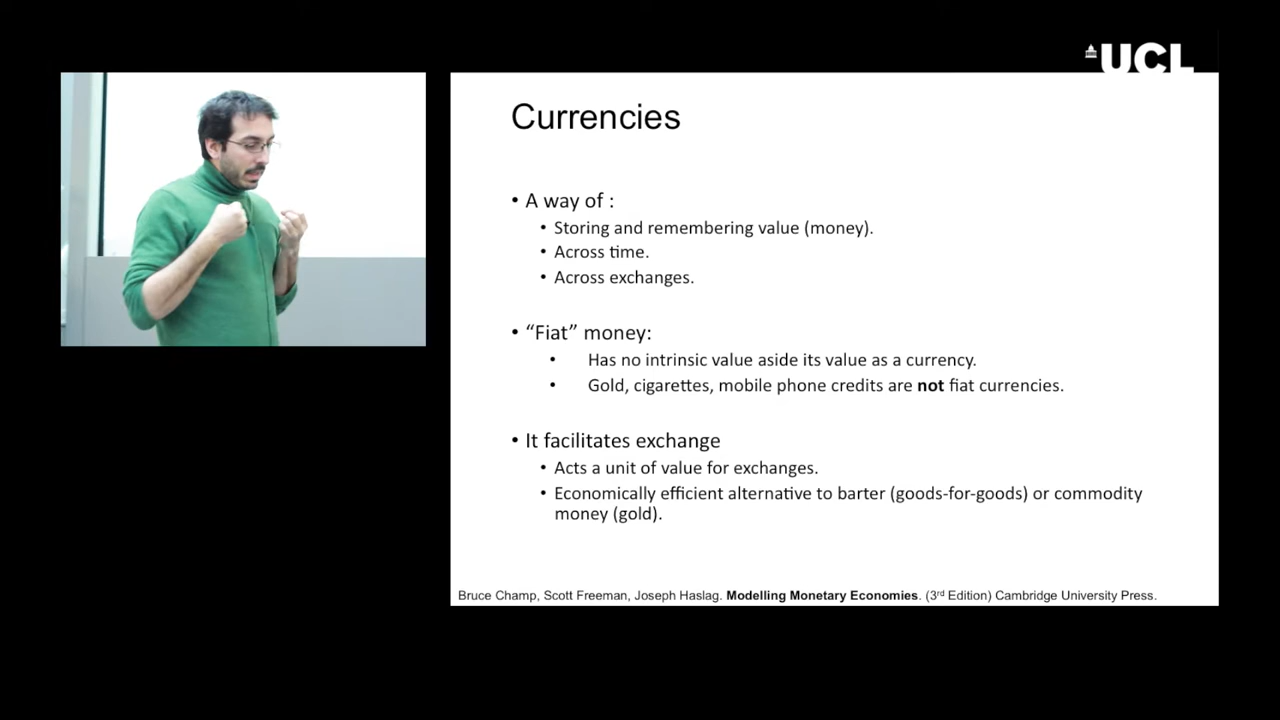 UCL
Currencies
• A way of :
• Storing and remembering value (money).
• Across time.
• Across exchanges.
• “Fiat” money:
• Has no intrinsic value aside its value as a currency.
• Gold, cigarettes, mobile phone credits are not fiat currencies.
• It facilitates exchange
• Acts a unit of value for exchanges.
• Economically efficient alternative to barter (goods-for-goods) or commodity
money (gold).
Bruce Champ, Scott Freeman, Joseph Haslag. Modelling Monetary Economies. (3rd Edition) Cambridge University Press.